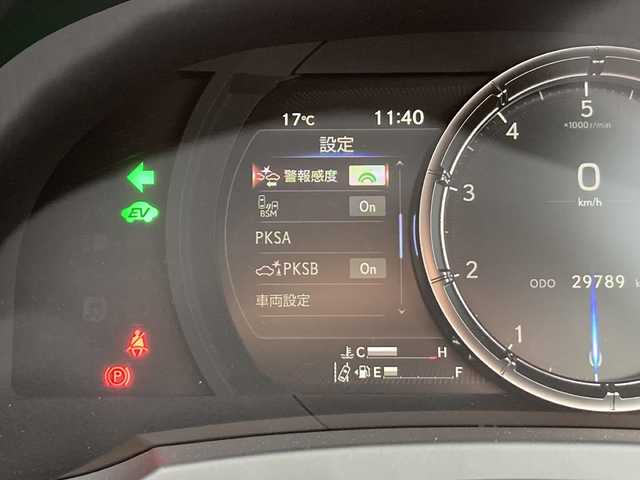 17℃ 11:40
設定
警報感度
BSM On
PKSA
PKSB On
車両設定
C H
E F
EV
P
5
×1000 r/min
4
3
2
1
0
km/h
ODO 29789